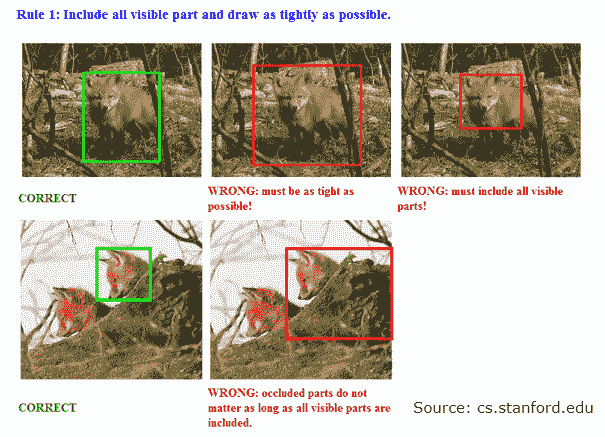 Rule 1: Include all visible part and draw as tightly as possible.
CORRECT
WRONG: must be as tight as
possible!
WRONG: must include all visible
parts!
CORRECT
WRONG: occluded parts do not
matter as long as all visible parts are
included.
Source: cs.stanford.edu